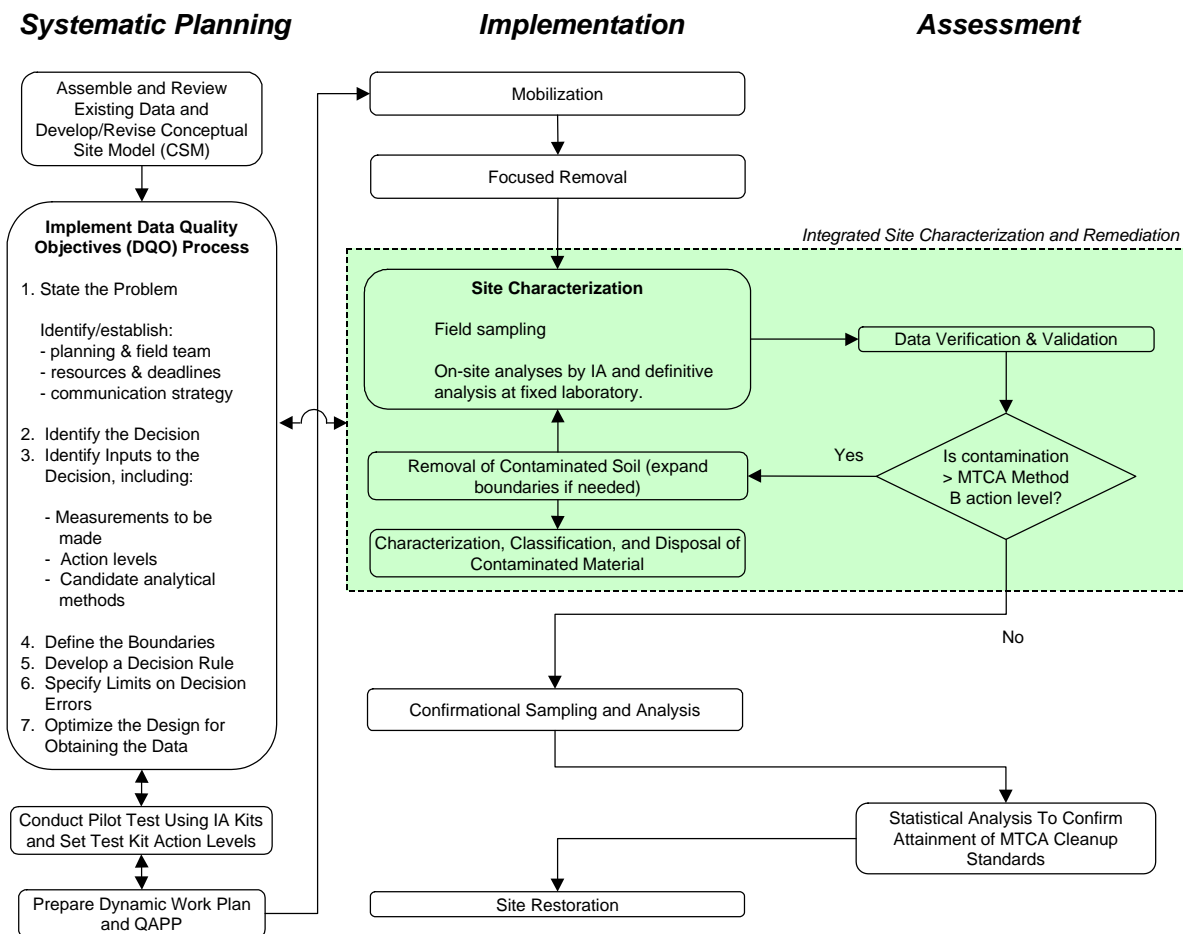 Systematic Planning
Implementation
Assessment
Assemble and Review
Existing Data and
Develop/Revise Conceptual
Site Model (CSM)
Implement Data Quality
Objectives (DQO) Process
1. State the Problem
Identify/establish:
- planning & field team
- resources & deadlines
- communication strategy
2. Identify the Decision
3. Identify Inputs to the
Decision, including:
- Measurements to be
made
- Action levels
- Candidate analytical
methods
4. Define the Boundaries
5. Develop a Decision Rule
6. Specify Limits on Decision
Errors
7. Optimize the Design for
Obtaining the Data
Conduct Pilot Test Using IA Kits
and Set Test Kit Action Levels
Prepare Dynamic Work Plan
and QAPP
Mobilization
Focused Removal
Integrated Site Characterization and Remediation
Site Characterization
Field sampling
On-site analyses by IA and definitive
analysis at fixed laboratory.
Data Verification & Validation
Is contamination
> MTCA Method
B action level?
Yes
Removal of Contaminated Soil (expand
boundaries if needed)
Characterization, Classification, and Disposal of
Contaminated Material
No
Confirmational Sampling and Analysis
Statistical Analysis To Confirm
Attainment of MTCA Cleanup
Standards
Site Restoration